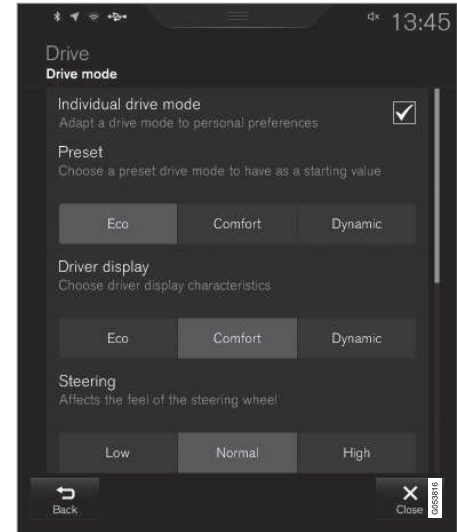 13:45
Drive
Drive mode
Individual drive mode
Adapt a drive mode to personal preferences
Preset
Choose a preset drive mode to have as a starting value
Eco Comfort Dynamic
Driver display
Choose driver display characteristics
Eco Comfort Dynamic
Steering
Affects the feel of the steering wheel
Low Normal High
Back Close
G053816